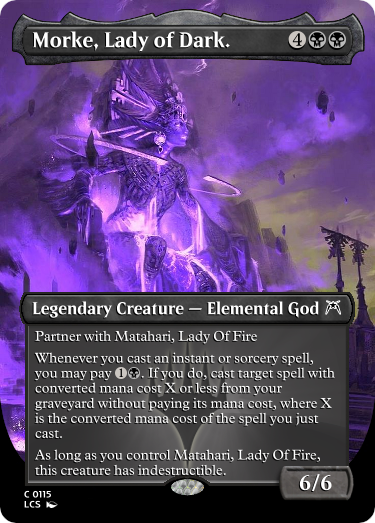 Morke, Lady of Dark. 4
Legendary Creature — Elemental God
Partner with Matahari, Lady Of Fire
Whenever you cast an instant or sorcery spell,
you may pay 1. If you do, cast target spell with
converted mana cost X or less from your
graveyard without paying its mana cost, where X
is the converted mana cost of the spell you just
cast.
As long as you control Matahari, Lady Of Fire,
this creature has indestructible.
6/6
C 0115
LCS